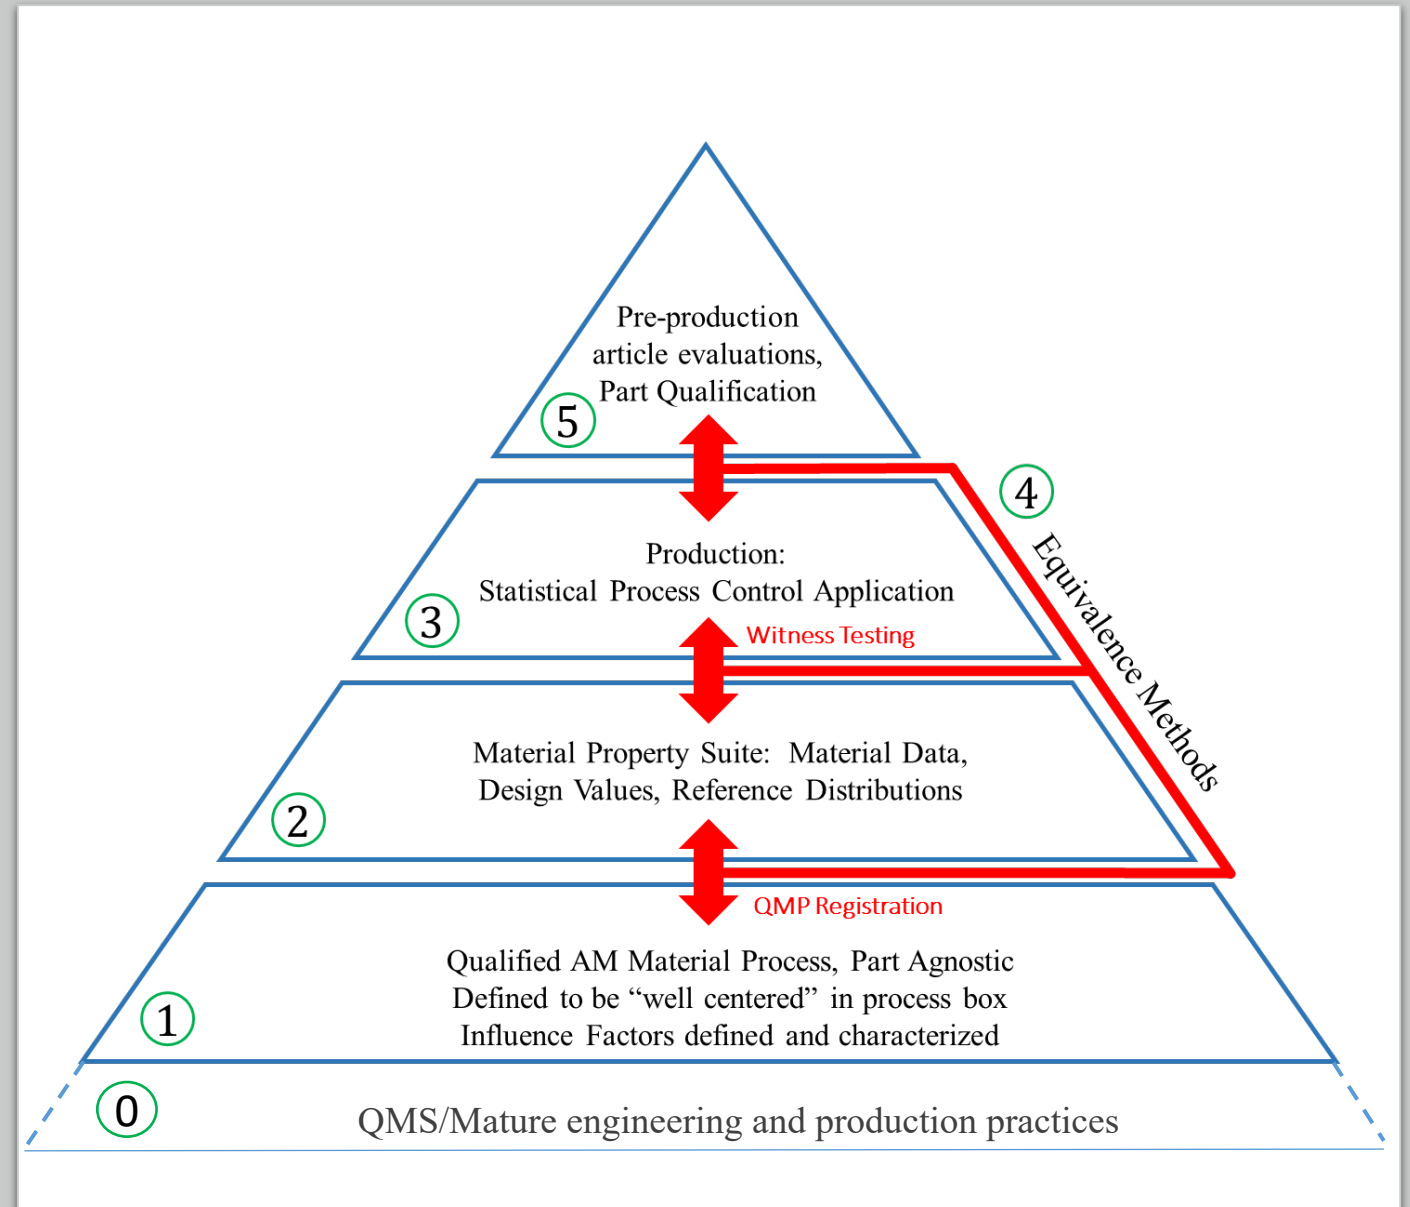 Pre-production
article evaluations,
Part Qualification
5
4
Equivalence Methods
Production:
Statistical Process Control Application
3
Witness Testing
Material Property Suite: Material Data,
Design Values, Reference Distributions
2
QMP Registration
Qualified AM Material Process, Part Agnostic
Defined to be “well centered” in process box
Influence Factors defined and characterized
1
0
QMS/Mature engineering and production practices